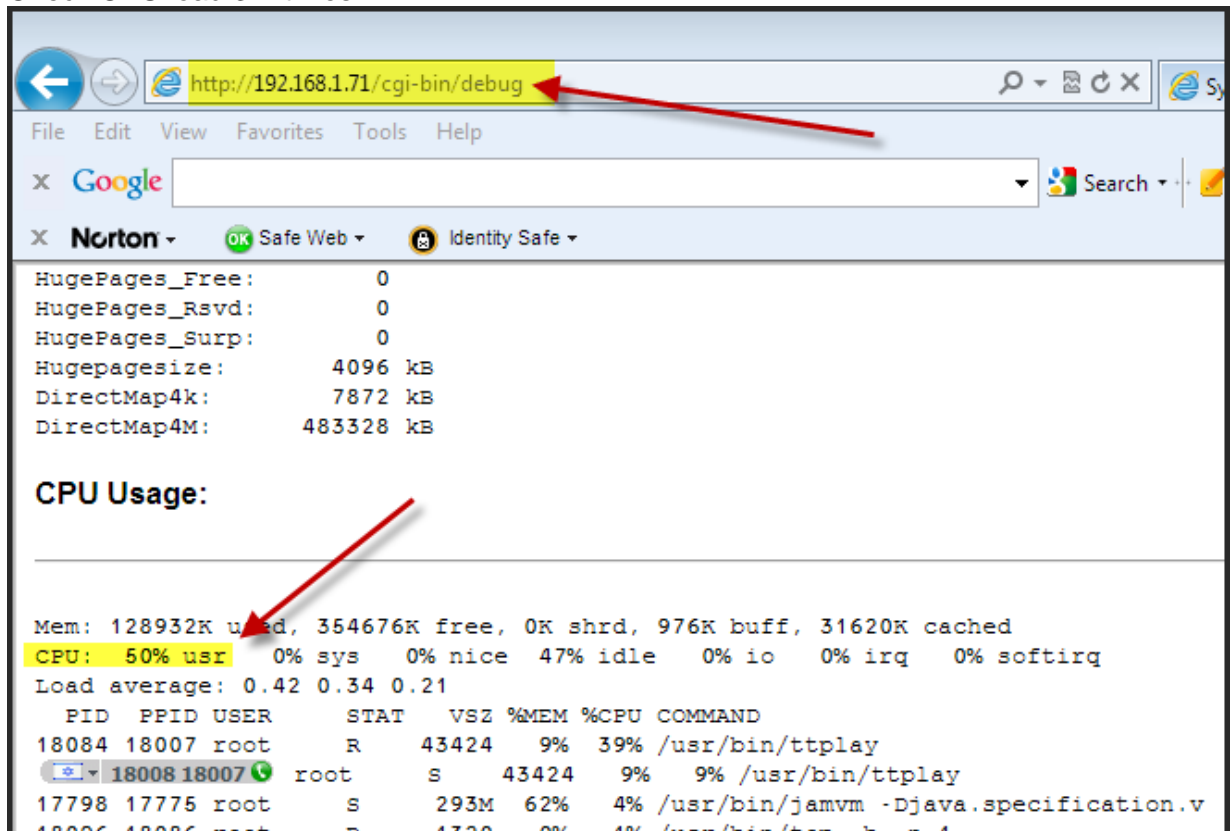 http://192.168.1.71/cgi-bin/debug
File Edit View Favorites Tools Help
x Google Search
x Norton OK Safe Web Identity Safe
HugePages_Free: 0
HugePages_Rsvd: 0
HugePages_Surp: 0
Hugepagesize: 4096 kB
DirectMap4k: 7872 kB
DirectMap4M: 483328 kB
CPU Usage:
Mem: 128932K used, 354676K free, 0K shrd, 976K buff, 31620K cached
CPU: 50% usr 0% sys 0% nice 47% idle 0% io 0% irq 0% softirq
Load average: 0.42 0.34 0.21
PID PPID USER STAT VSZ %MEM %CPU COMMAND
18084 18007 root R 43424 9% 39% /usr/bin/ttplay
18008 18007 root S 43424 9% 9% /usr/bin/ttplay
17798 17775 root S 293M 62% 4% /usr/bin/jamvm -Djava.specification.v